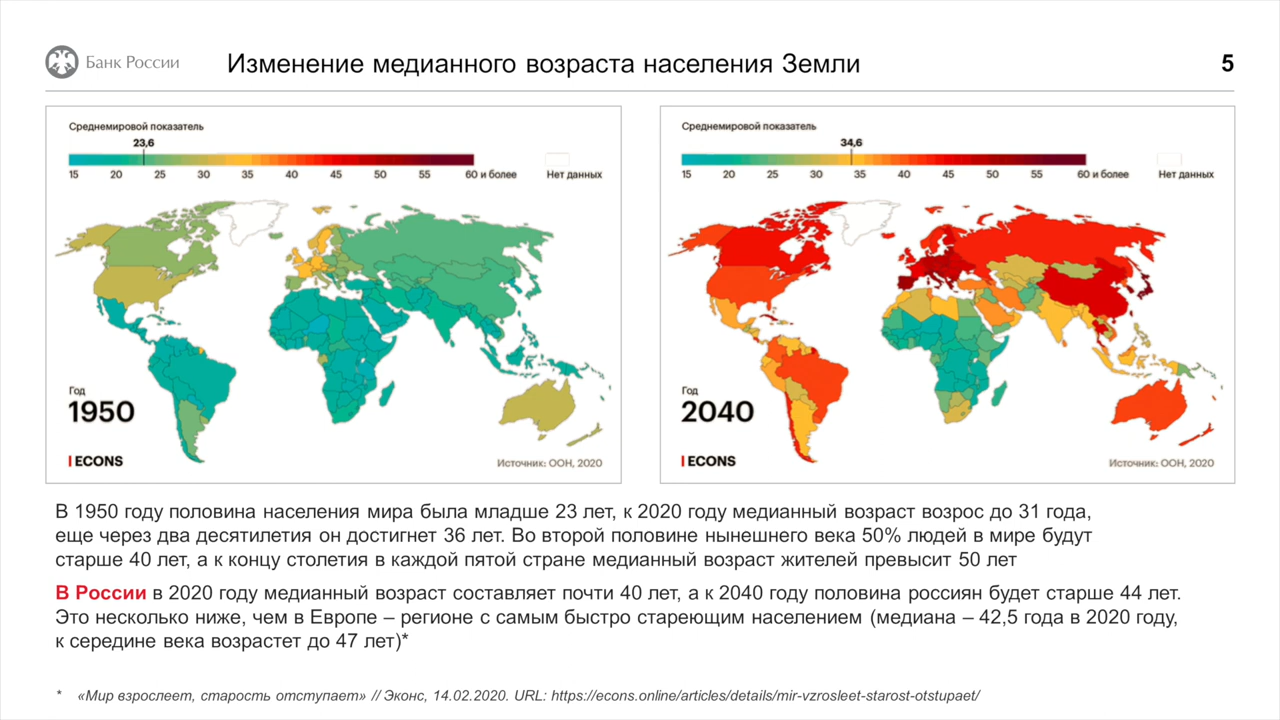 Банк России
Изменение медианного возраста населения Земли
5
Среднемировой показатель
23,6
15 20 25 30 35 40 45 50 55 60 и более Нет данных
Год
1950
ECONS
Источник: ООН, 2020
Среднемировой показатель
34,6
15 20 25 30 35 40 45 50 55 60 и более Нет данных
Год
2040
ECONS
Источник: ООН, 2020
В 1950 году половина населения мира была младше 23 лет, к 2020 году медианный возраст возрос до 31 года,
еще через два десятилетия он достигнет 36 лет. Во второй половине нынешнего века 50% людей в мире будут
старше 40 лет, а к концу столетия в каждой пятой стране медианный возраст жителей превысит 50 лет
В России в 2020 году медианный возраст составляет почти 40 лет, а к 2040 году половина россиян будет старше 44 лет.
Это несколько ниже, чем в Европе – регионе с самым быстро стареющим населением (медиана – 42,5 года в 2020 году,
к середине века возрастет до 47 лет)*
* «Мир взрослеет, старость отступает» // Эконс, 14.02.2020. URL: https://econs.online/articles/details/mir-vzrosleet-starost-otstupaet/